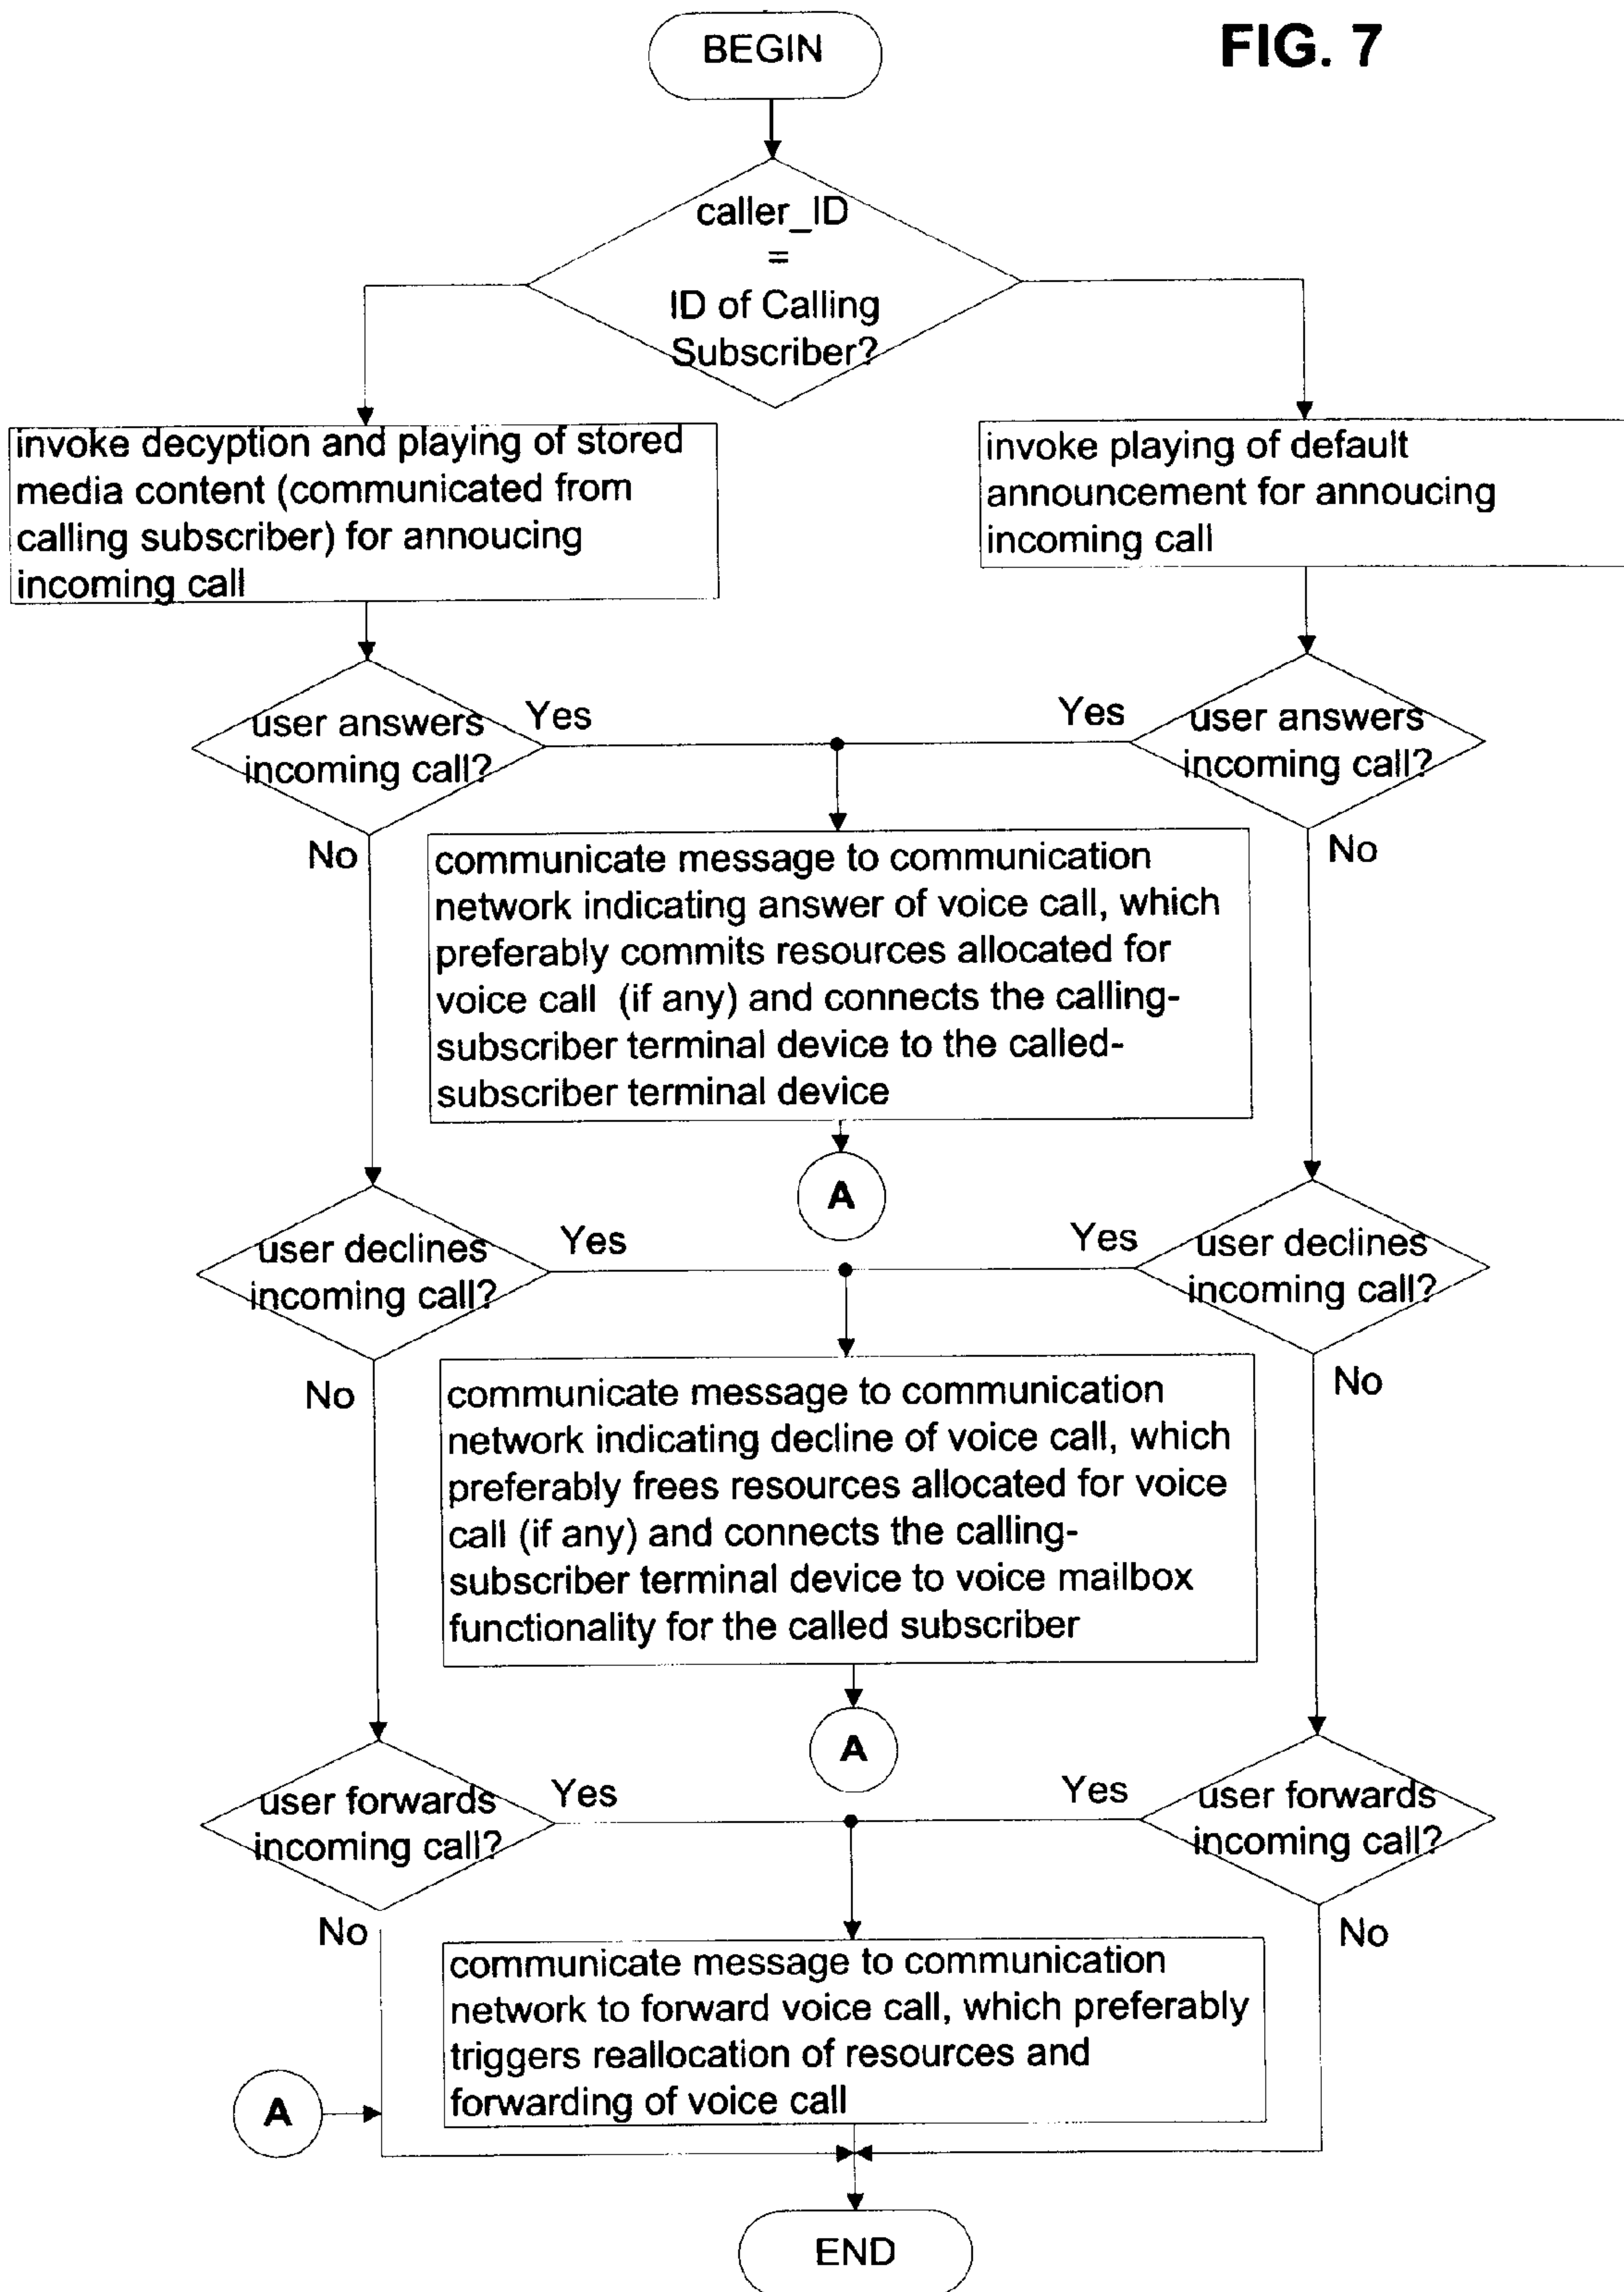 FIG. 7
BEGIN
caller_ID
=
ID of Calling
Subscriber?
invoke decyption and playing of stored
media content (communicated from
calling subscriber) for annoucing
incoming call
invoke playing of default
announcement for annoucing
incoming call
user answers
incoming call?
Yes
No
Yes
user answers
incoming call?
No
communicate message to communication
network indicating answer of voice call, which
preferably commits resources allocated for
voice call (if any) and connects the calling-
subscriber terminal device to the called-
subscriber terminal device
A
user declines
incoming call?
Yes
No
Yes
user declines
incoming call?
No
communicate message to communication
network indicating decline of voice call, which
preferably frees resources allocated for voice
call (if any) and connects the calling-
subscriber terminal device to voice mailbox
functionality for the called subscriber
A
user forwards
incoming call?
Yes
No
Yes
user forwards
incoming call?
No
communicate message to communication
network to forward voice call, which preferably
triggers reallocation of resources and
forwarding of voice call
A
END